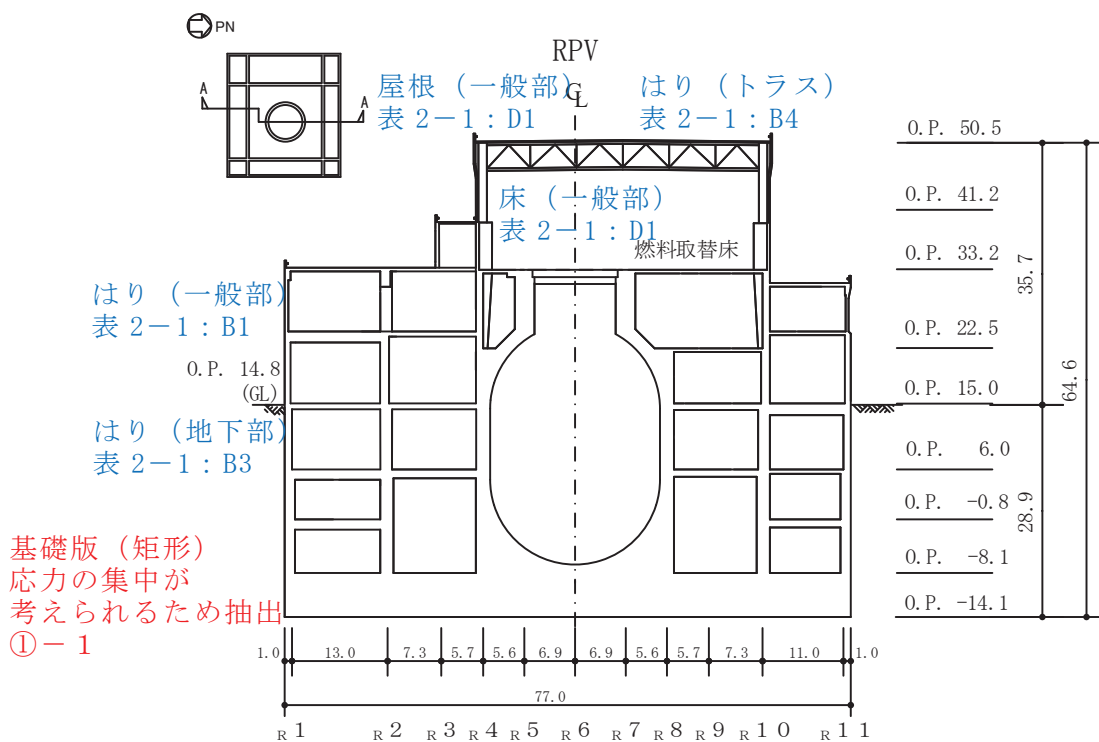 PN
A
A
RPV
℄
屋根（一般部）
表２－１：D1
はり（トラス）
表２－１：B4
床（一般部）
表２－１：D1
燃料取替床
はり（一般部）
表２－１：B1
O.P. 14.8
(GL)
はり（地下部）
表２－１：B3
基礎版（矩形）
応力の集中が
考えられるため抽出
①－１
O.P. 50.5
O.P. 41.2
O.P. 33.2
O.P. 22.5
O.P. 15.0
O.P. 6.0
O.P. -0.8
O.P. -8.1
O.P. -14.1
35.7
28.9
64.6
1.0 13.0 7.3 5.7 5.6 6.9 6.9 5.6 5.7 7.3 11.0 1.0
77.0
R1 R2 R3 R4 R5 R6 R7 R8 R9 R10 R11